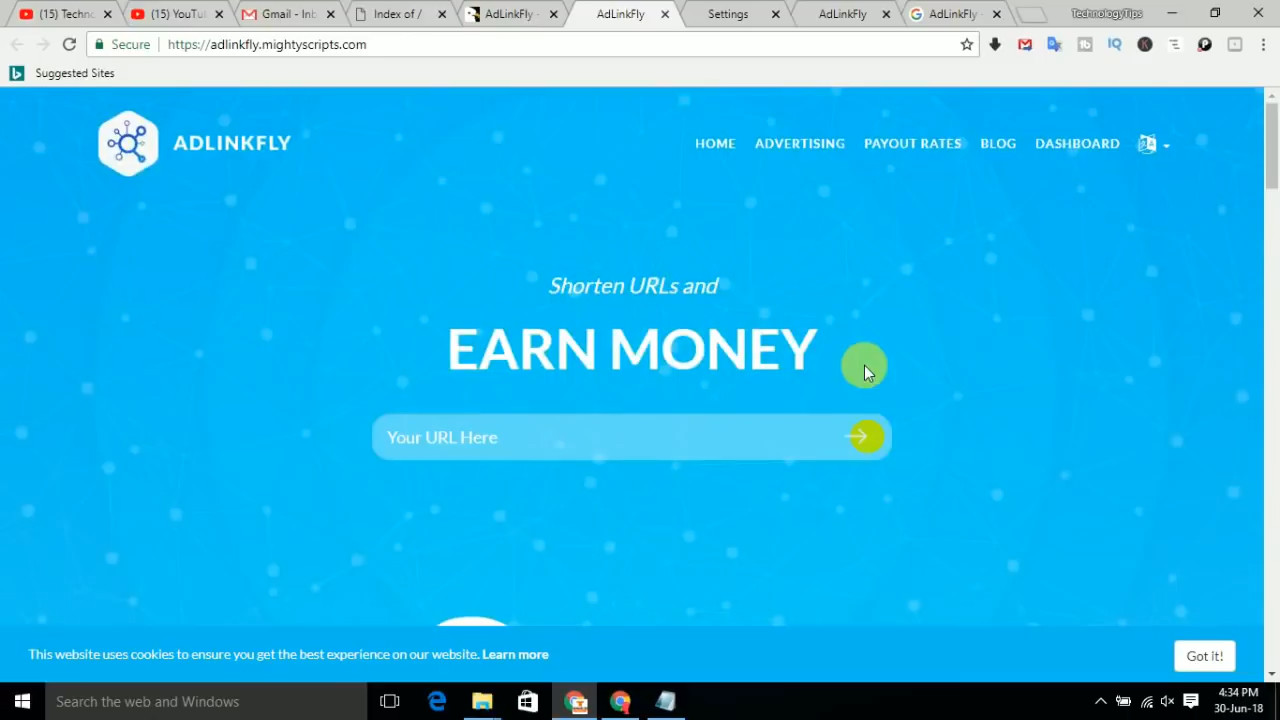 (15) Techno
(15) YouTu
Gmail - Inb
Index of /
AdLinkFly -
AdLinkFly
Settings
AdLinkFly
AdLinkFly -
TechnologyTips
Secure
https://adlinkfly.mightyscripts.com
Suggested Sites
ADLINKFLY
HOME
ADVERTISING
PAYOUT RATES
BLOG
DASHBOARD
Shorten URLs and
EARN MONEY
Your URL Here
This website uses cookies to ensure you get the best experience on our website. Learn more
Got it!
Search the web and Windows
4:34 PM
30-Jun-18